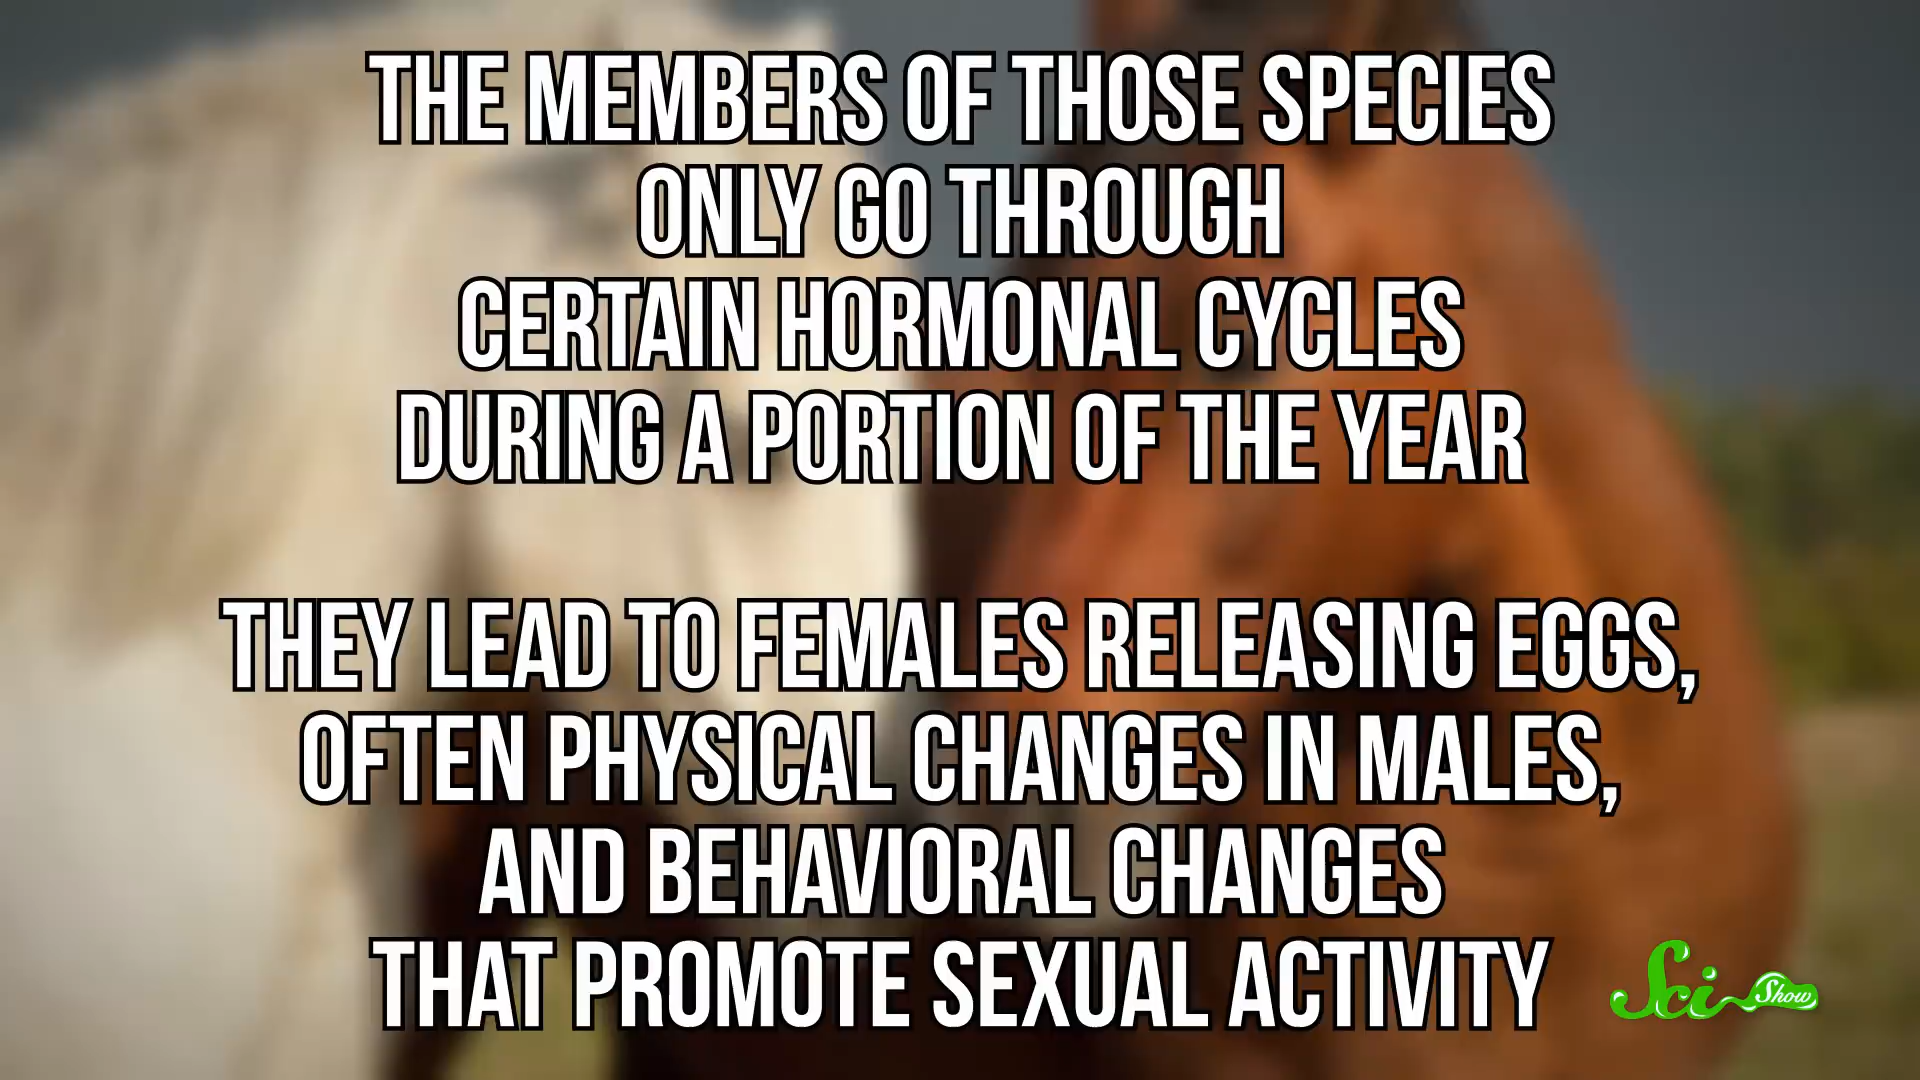 THE MEMBERS OF THOSE SPECIES
ONLY GO THROUGH
CERTAIN HORMONAL CYCLES
DURING A PORTION OF THE YEAR
THEY LEAD TO FEMALES RELEASING EGGS,
OFTEN PHYSICAL CHANGES IN MALES,
AND BEHAVIORAL CHANGES
THAT PROMOTE SEXUAL ACTIVITY
Sci Show